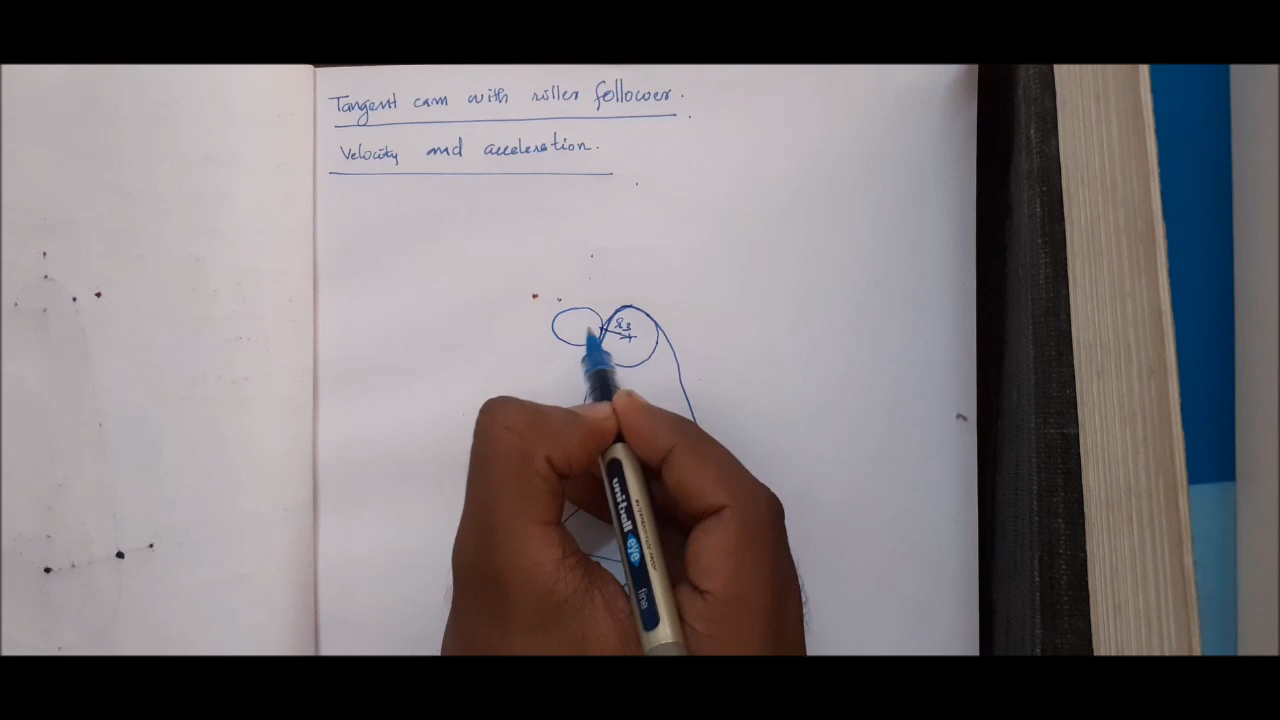 Tangent cam with roller follower.
Velocity and acceleration.
r3
uni-ball eye
fine